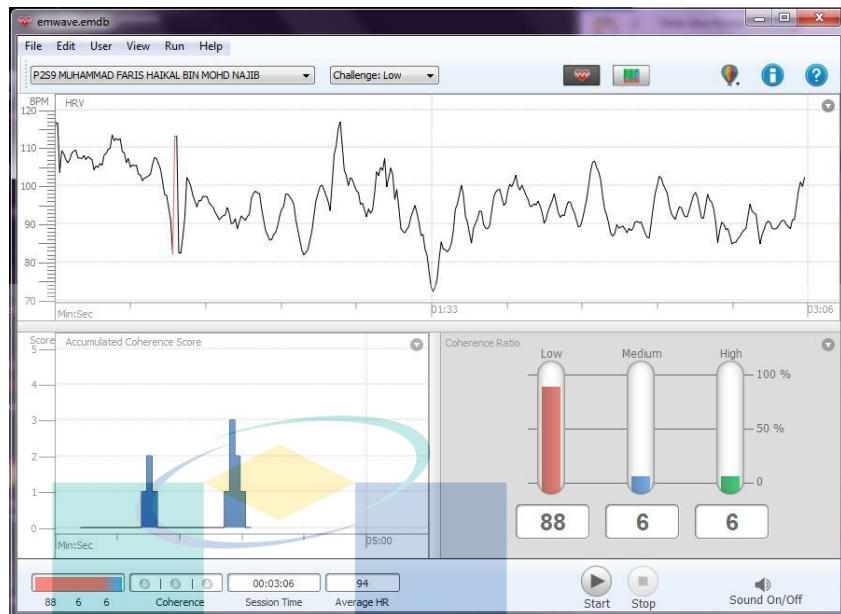 emwave.emdb
File Edit User View Run Help
P2S9 MUHAMMAD FARIS HAIKAL BIN MOHD NAJIB Challenge: Low
BPM HRV
120
110
100
90
80
70
Min:Sec 01:33 03:06
Score Accumulated Coherence Score
5
4
3
2
1
0
Min:Sec 05:00
Coherence Ratio
Low Medium High
100 %
50 %
0
88 6 6
88 6 6
Coherence
00:03:06
Session Time
94
Average HR
Start Stop
Sound On/Off